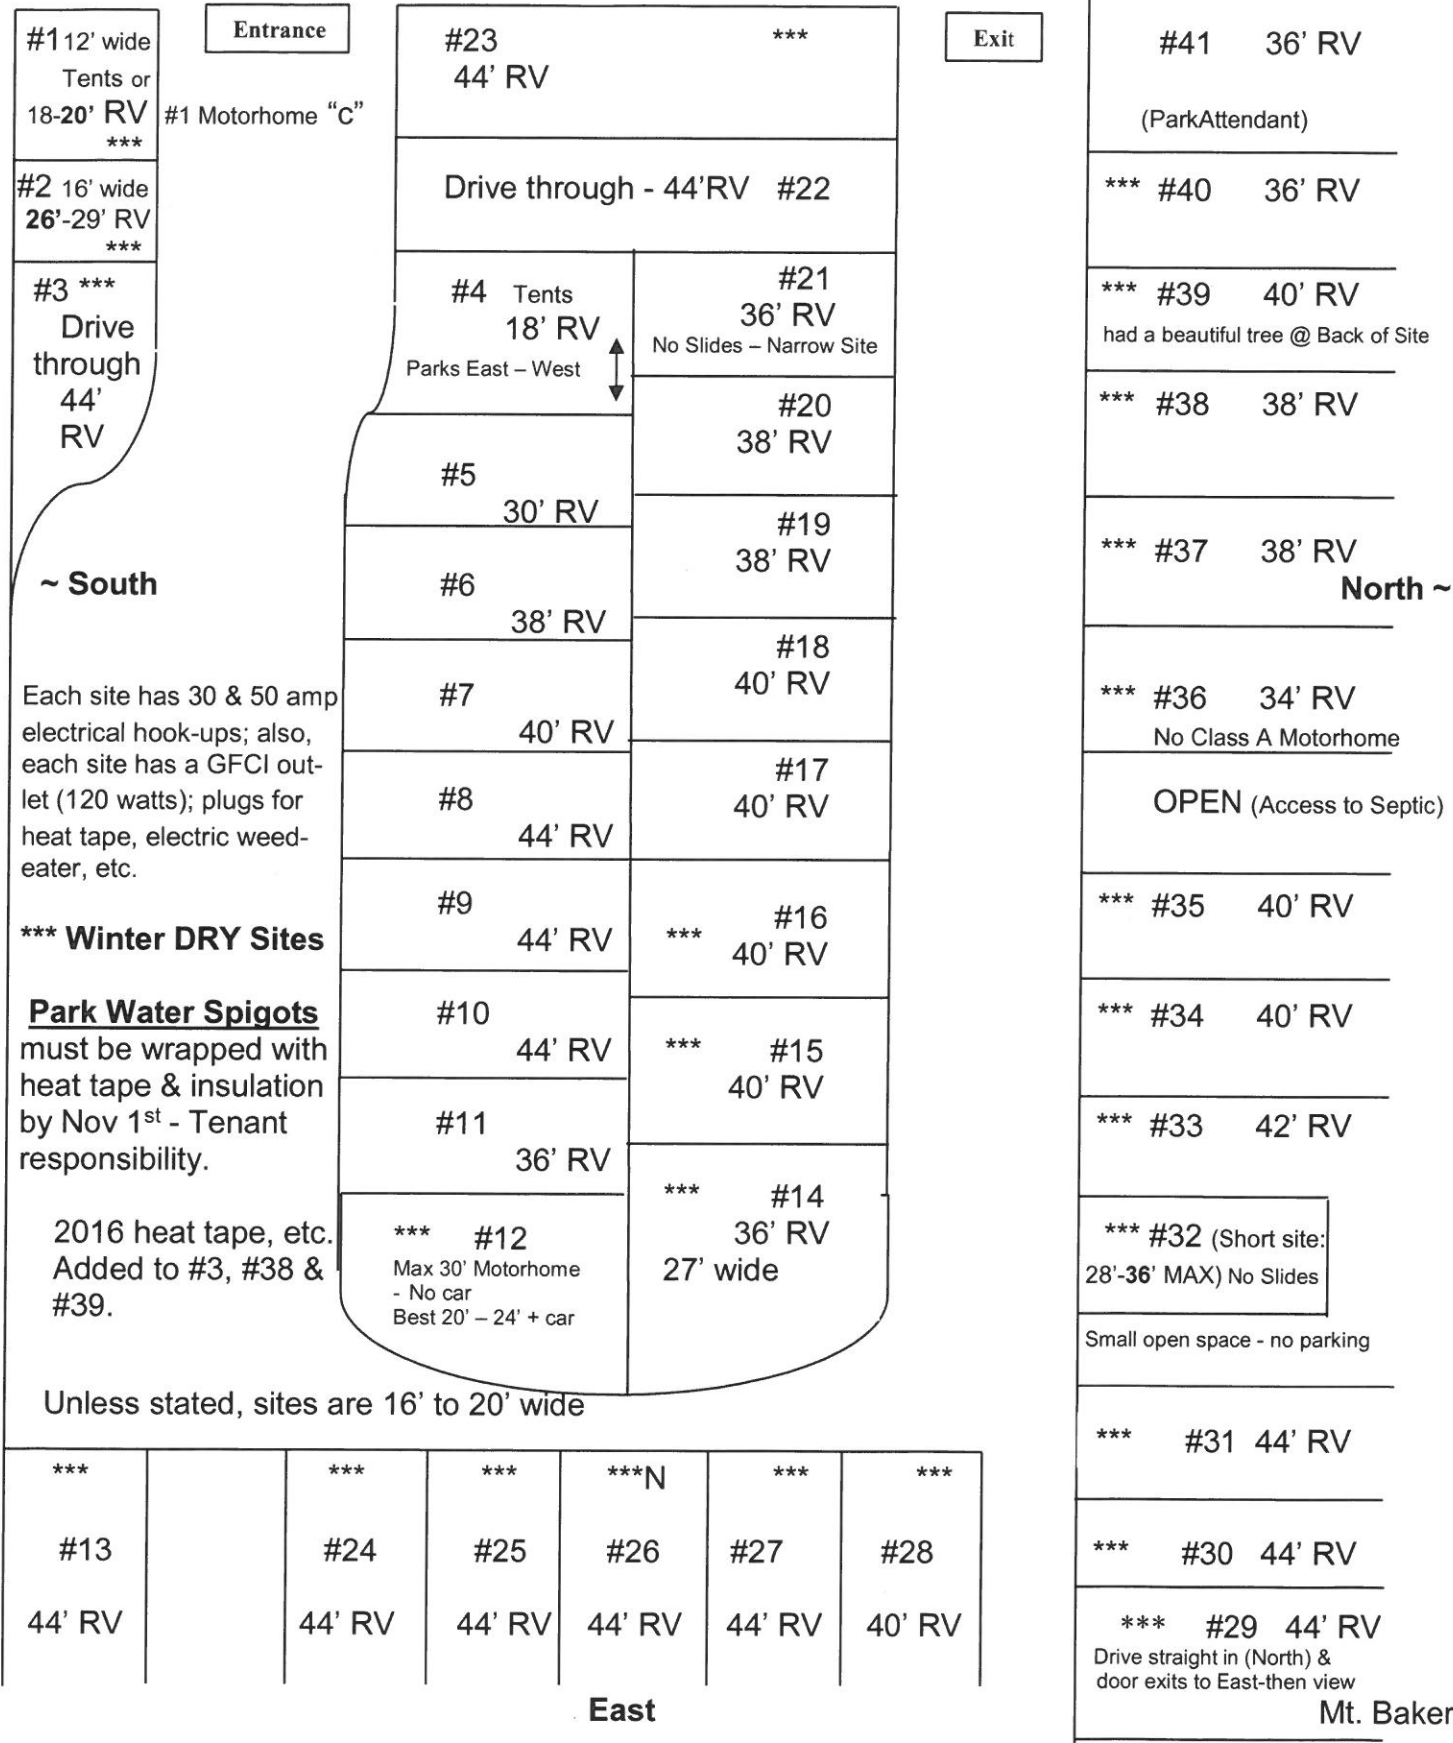 #1 12’ wide
Tents or
18-20’ RV
***
#1 Motorhome “C”
Entrance
#2 16’ wide
26’-29’ RV
***
#3 ***
Drive
through
44’
RV
~ South
Each site has 30 & 50 amp
electrical hook-ups; also,
each site has a GFCI out-
let (120 watts); plugs for
heat tape, electric weed-
eater, etc.
*** Winter DRY Sites
Park Water Spigots
must be wrapped with
heat tape & insulation
by Nov 1st - Tenant
responsibility.
2016 heat tape, etc.
Added to #3, #38 &
#39.
Unless stated, sites are 16’ to 20’ wide
#23 ***
44’ RV
Drive through - 44’RV #22
#4 Tents
18’ RV
Parks East – West
#5
30’ RV
#6
38’ RV
#7
40’ RV
#8
44’ RV
#9
44’ RV
#10
44’ RV
#11
36’ RV
*** #12
Max 30’ Motorhome
- No car
Best 20’ – 24’ + car
#21
36’ RV
No Slides – Narrow Site
#20
38’ RV
#19
38’ RV
#18
40’ RV
#17
40’ RV
#16
*** 40’ RV
*** #15
40’ RV
*** #14
36’ RV
27’ wide
Exit
#41 36’ RV
(ParkAttendant)
*** #40 36’ RV
*** #39 40’ RV
had a beautiful tree @ Back of Site
*** #38 38’ RV
*** #37 38’ RV
North ~
*** #36 34’ RV
No Class A Motorhome
OPEN (Access to Septic)
*** #35 40’ RV
*** #34 40’ RV
*** #33 42’ RV
*** #32 (Short site:
28’-36’ MAX) No Slides
Small open space - no parking
*** #31 44’ RV
*** #30 44’ RV
*** #29 44’ RV
Drive straight in (North) &
door exits to East-then view
Mt. Baker
***
#13
44’ RV
***
#24
44’ RV
***
#25
44’ RV
***N
#26
44’ RV
***
#27
44’ RV
***
#28
40’ RV
East